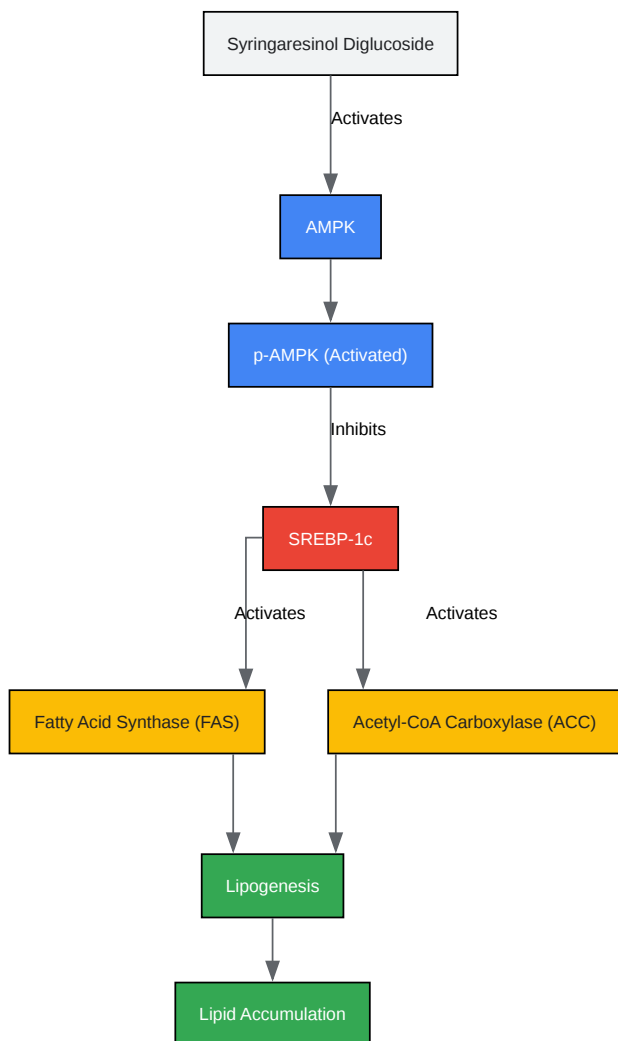 Syringaresinol Diglucoside
Activates
AMPK
p-AMPK (Activated)
Inhibits
SREBP-1c
Activates
Activates
Fatty Acid Synthase (FAS)
Acetyl-CoA Carboxylase (ACC)
Lipogenesis
Lipid Accumulation